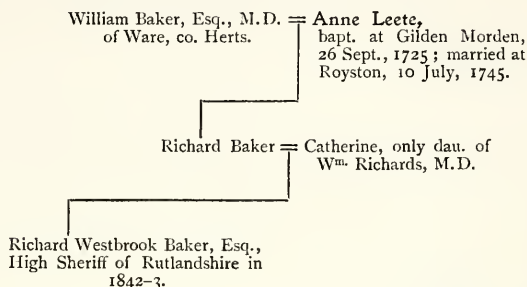 William Baker, Esq., M.D. = Anne Leete,
of Ware, co. Herts.
bapt. at Gilden Morden,
26 Sept., 1725; married at
Royston, 10 July, 1745.
Richard Baker = Catherine, only dau. of
Wm. Richards, M.D.
Richard Westbrook Baker, Esq.,
High Sheriff of Rutlandshire in
1842-3.